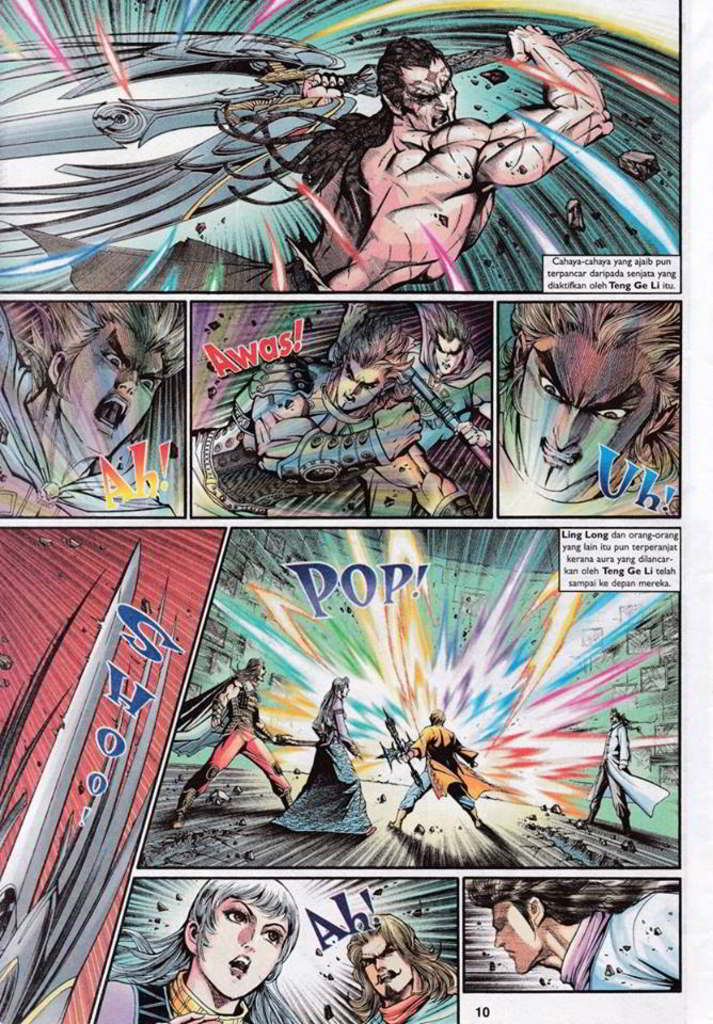 Cahaya-cahaya yang ajaib pun
terpancar daripada senjata yang
diaktifkan oleh Teng Ge Li itu.
Ah!
Awas!
Uh!
SHOO!
POP!
Ling Long dan orang-orang
yang lain itu pun terperanjat
kerana aura yang dilancar-
kan oleh Teng Ge Li telah
sampai ke depan mereka.
Ah!
10